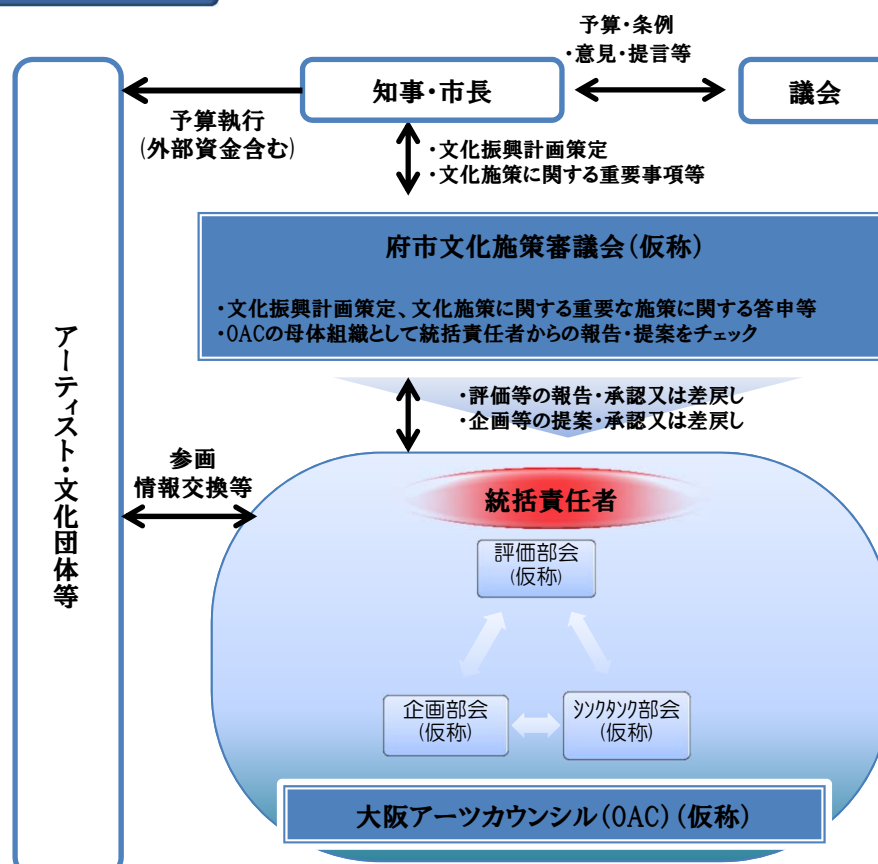 予算・条例
・意見・提言等
知事・市長
議会
予算執行
(外部資金含む)
・文化振興計画策定
・文化施策に関する重要事項等
府市文化施策審議会(仮称)
・文化振興計画策定、文化施策に関する重要な施策に関する答申等
・OACの母体組織として統括責任者からの報告・提案をチェック
アーティスト・文化団体等
・評価等の報告・承認又は差戻し
・企画等の提案・承認又は差戻し
参画
情報交換等
統括責任者
評価部会
(仮称)
企画部会
(仮称)
ｼﾝｸﾀﾝｸ部会
(仮称)
大阪アーツカウンシル(OAC)(仮称)